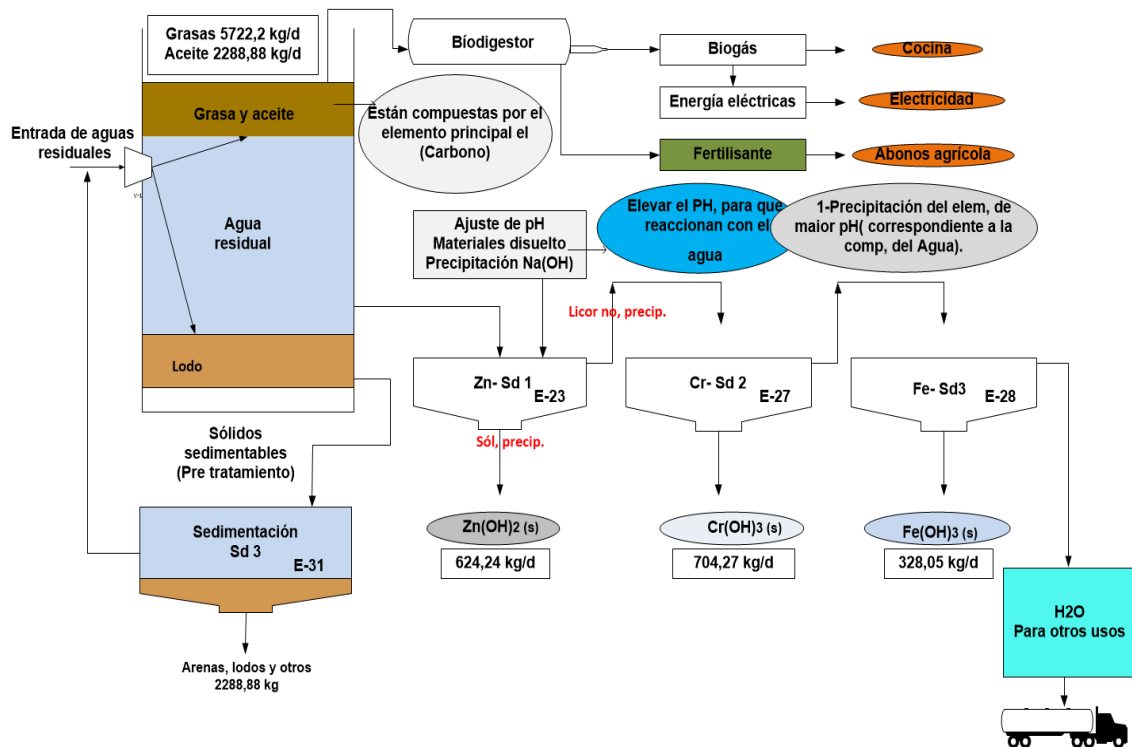 Grasas 5722,2 kg/d
Aceite 2288,88 kg/d
Bíodigestor
Biogás
Cocina
Grasa y aceite
Están compuestas por el
elemento principal el
(Carbono)
Energía eléctricas
Electricidad
Entrada de aguas
residuales
Fertilisante
Abonos agrícola
Agua
residual
Ajuste de pH
Materiales disuelto
Precipitación Na(OH)
Elevar el PH, para que
reaccionan con el
agua
1-Precipitación del elem, de
maior pH( correspondiente a la
comp, del Agua).
Licor no, precip.
Lodo
Zn- Sd 1
E-23
Cr- Sd 2
E-27
Fe- Sd3
E-28
Sól, precip.
Sólidos
sedimentables
(Pre tratamiento)
Zn(OH)2 (s)
624,24 kg/d
Cr(OH)3 (s)
704,27 kg/d
Fe(OH)3 (s)
328,05 kg/d
Sedimentación
Sd 3
E-31
H2O
Para otros usos
Arenas, lodos y otros
2288,88 kg